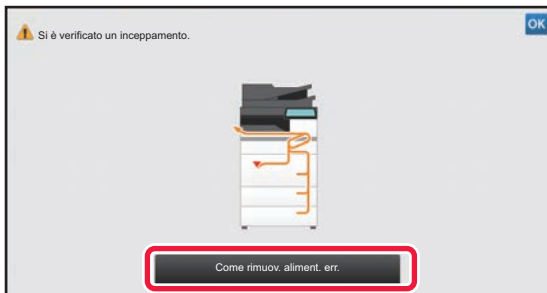 Si è verificato un inceppamento.
OK
Come rimuov. aliment. err.